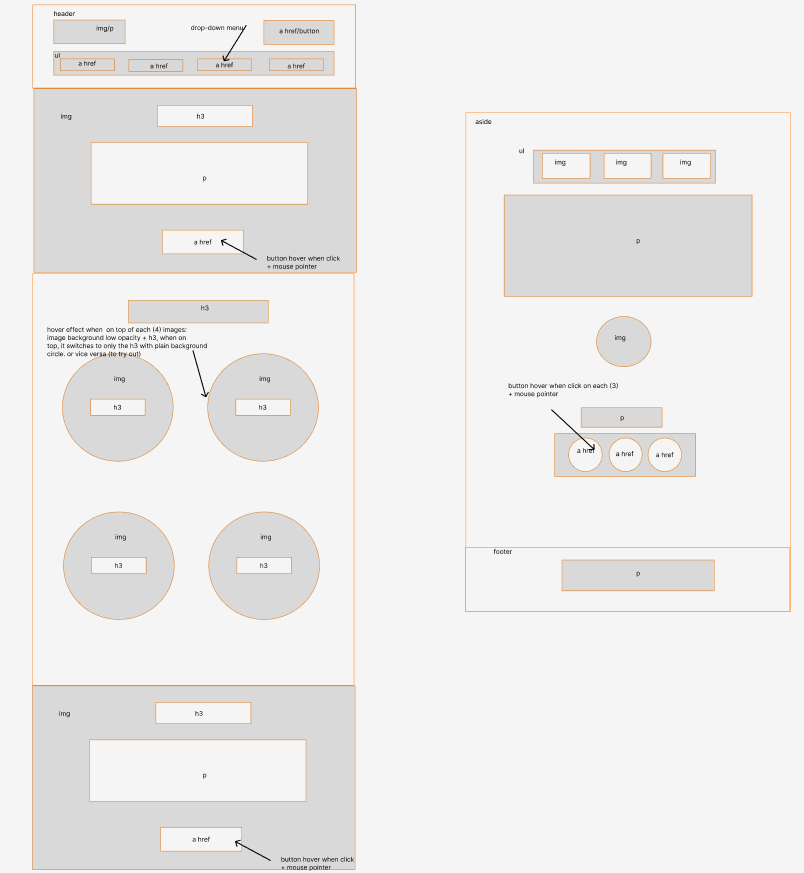 header
img/p
drop-down menu
a href/button
ul
a href
a href
a href
a href
img
h3
p
a href
button hover when click
+ mouse pointer
h3
hover effect when  on top of each (4) images:
image background low opacity + h3, when on
top, it switches to only the h3 with plain background
circle. or vice versa (to try out)
img
img
h3
h3
img
img
h3
h3
img
h3
p
a href
button hover when click
+ mouse pointer
aside
ul
img
img
img
p
img
button hover when click on each (3)
+ mouse pointer
p
a href
a href
a href
footer
p